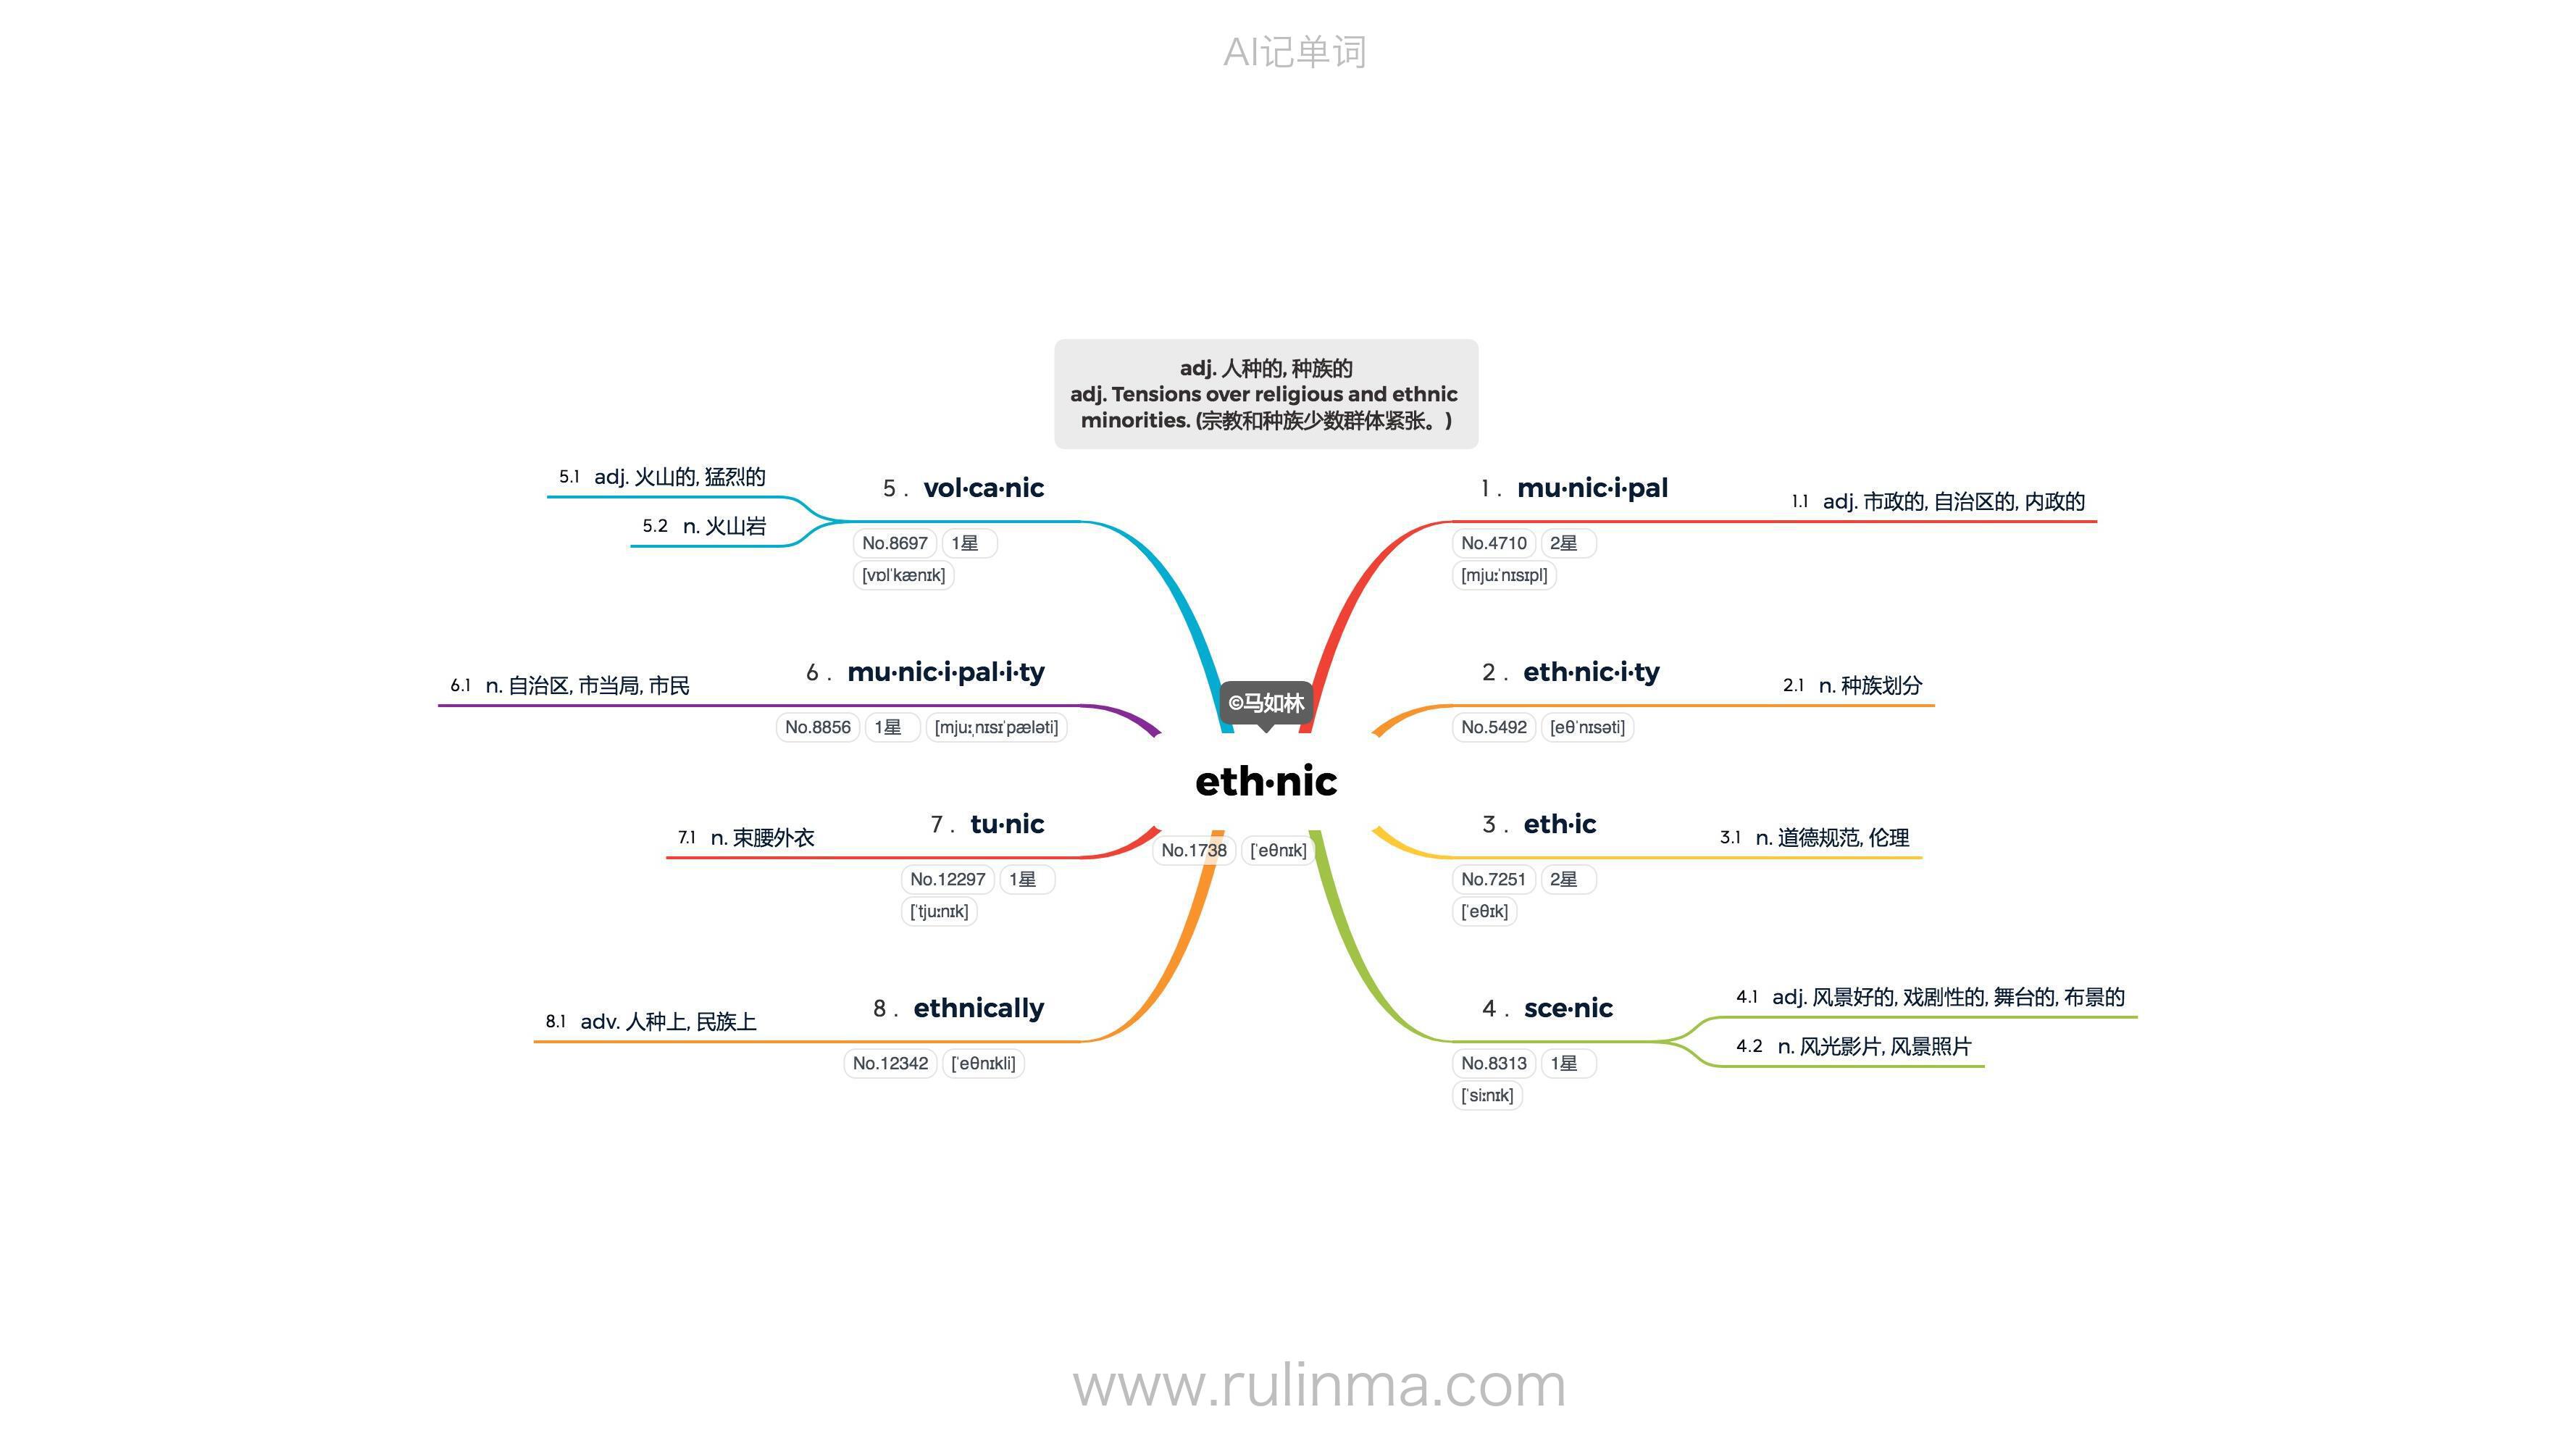 AI记单词
adj. 人种的, 种族的
adj. Tensions over religious and ethnic
minorities. (宗教和种族少数群体紧张。)
©马如林
eth·nic
No.1738 [ˈeθnɪk]
1. mu·nic·i·pal
No.4710 2星
[mjuːˈnɪsɪpl]
1.1 adj. 市政的, 自治区的, 内政的
2. eth·nic·i·ty
No.5492 [eθˈnɪsəti]
2.1 n. 种族划分
3. eth·ic
No.7251 2星
[ˈeθɪk]
3.1 n. 道德规范, 伦理
4. sce·nic
No.8313 1星
[ˈsiːnɪk]
4.1 adj. 风景好的, 戏剧性的, 舞台的, 布景的
4.2 n. 风光影片, 风景照片
5. vol·ca·nic
No.8697 1星
[vɒlˈkænɪk]
5.1 adj. 火山的, 猛烈的
5.2 n. 火山岩
6. mu·nic·i·pal·i·ty
No.8856 1星 [mjuːˌnɪsɪˈpæləti]
6.1 n. 自治区, 市当局, 市民
7. tu·nic
No.12297 1星
[ˈtjuːnɪk]
7.1 n. 束腰外衣
8. ethnically
No.12342 [ˈeθnɪkli]
8.1 adv. 人种上, 民族上
www.rulinma.com